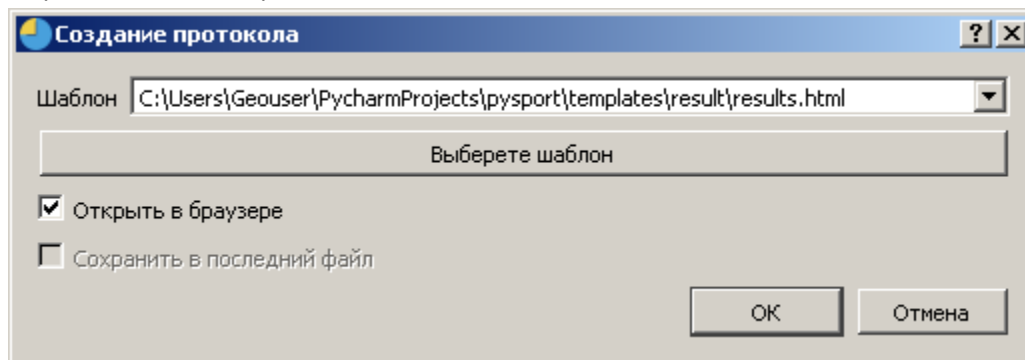 Создание протокола
Шаблон C:\Users\Geouser\PycharmProjects\pysport\templates\result\results.html
Выберете шаблон
Открыть в браузере
Сохранить в последний файл
ОК Отмена